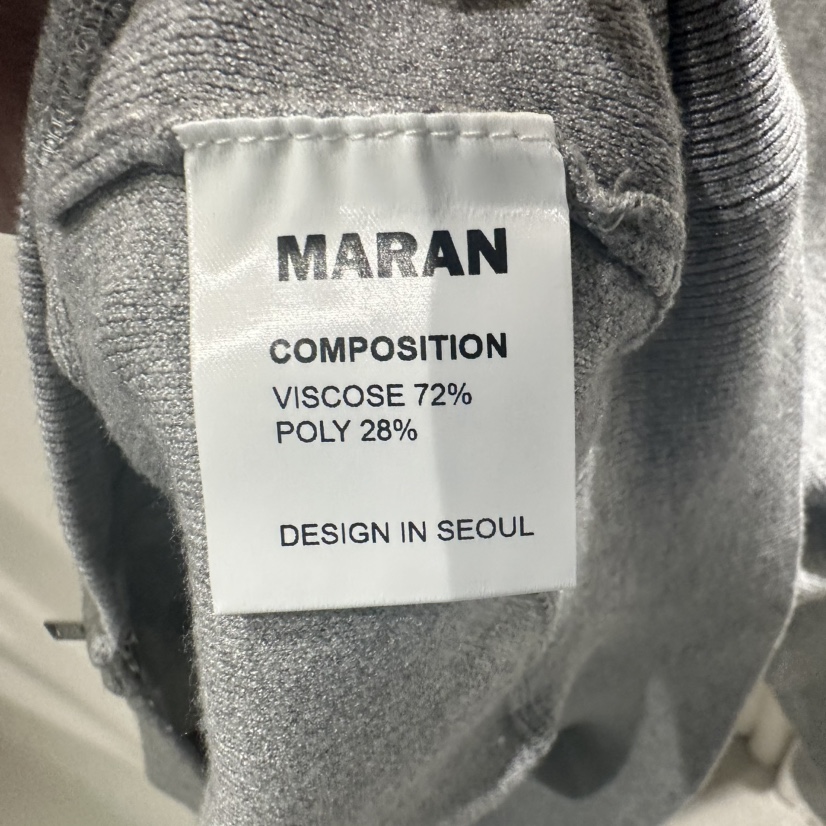 MARAN
COMPOSITION
VISCOSE 72%
POLY 28%
DESIGN IN SEOUL